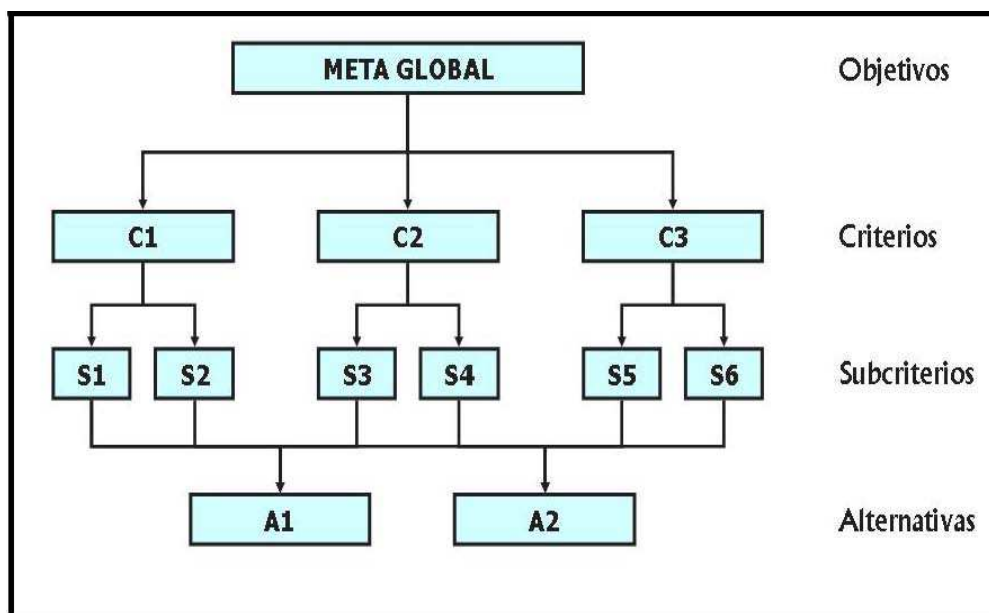 META GLOBAL Objetivos
C1 C2 C3 Criterios
S1 S2 S3 S4 S5 S6 Subcriterios
A1 A2 Alternativas